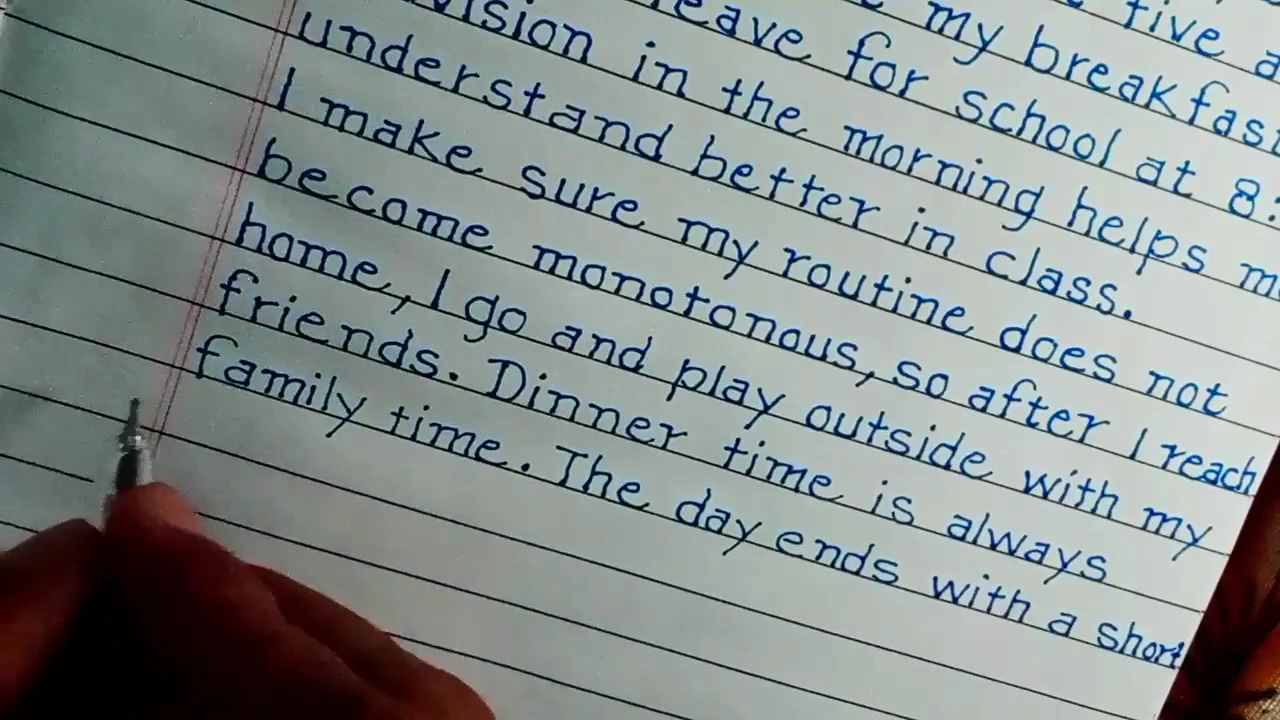 five
my breakfast
leave for school at 8:
in the morning helps
understand better in class.
I make sure my routine does not
become monotonous, so after I reach
home, I go and play outside with my
friends. Dinner time is always
family time. The day ends with a short